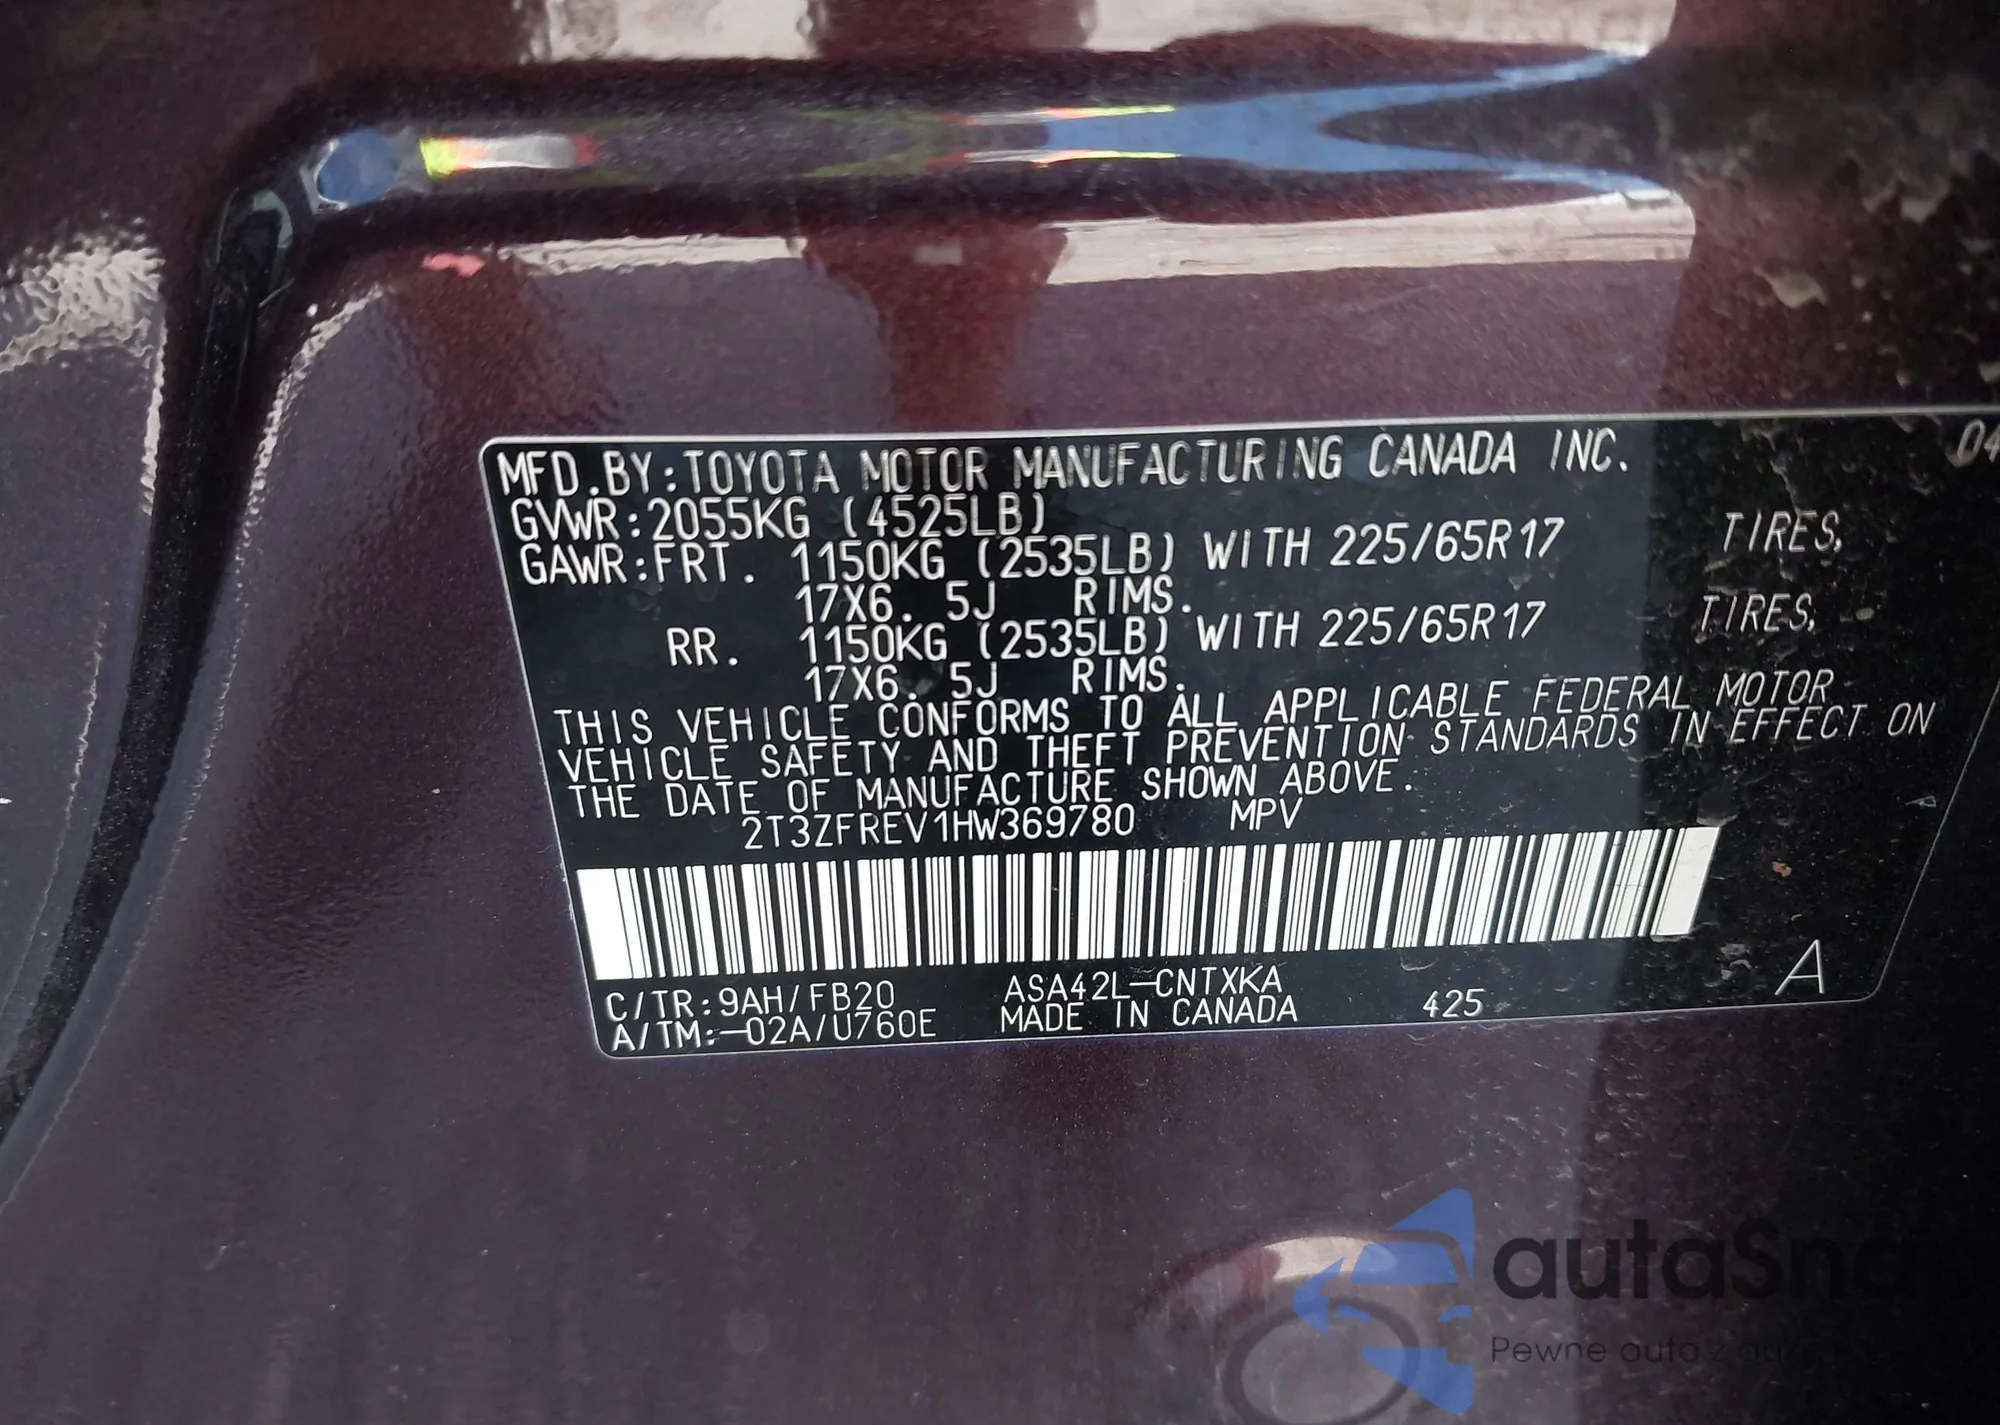 MFD.BY:TOYOTA MOTOR MANUFACTURING CANADA INC. 04
GVWR:2055KG (4525LB)
GAWR:FRT. 1150KG (2535LB) WITH 225/65R17 TIRES,
17X6.5J RIMS.
RR. 1150KG (2535LB) WITH 225/65R17 TIRES,
17X6.5J RIMS.
THIS VEHICLE CONFORMS TO ALL APPLICABLE FEDERAL MOTOR
VEHICLE SAFETY AND THEFT PREVENTION STANDARDS IN EFFECT ON
THE DATE OF MANUFACTURE SHOWN ABOVE.
2T3ZFREV1HW369780 MPV
C/TR:9AH/FB20 ASA42L-CNTXKA A
A/TM:-02A/U760E MADE IN CANADA 425
autaSna
Pewne auta z